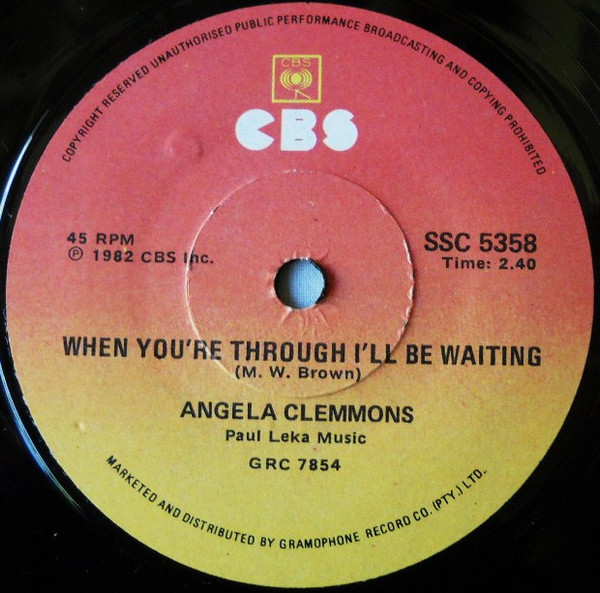 COPYRIGHT RESERVED UNAUTHORISED PUBLIC PERFORMANCE BROADCASTING AND COPYING PROHIBITED
CBS
CBS
45 RPM
℗ 1982 CBS Inc.
SSC 5358
Time: 2.40
WHEN YOU'RE THROUGH I'LL BE WAITING
(M. W. Brown)
ANGELA CLEMMONS
Paul Leka Music
GRC 7854
MARKETED AND DISTRIBUTED BY GRAMOPHONE RECORD CO. (PTY.) LTD.